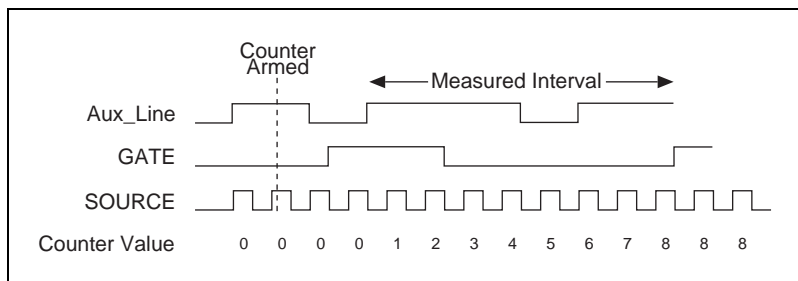 Counter
Armed
Measured Interval
Aux_Line
GATE
SOURCE
Counter Value 0 0 0 0 1 2 3 4 5 6 7 8 8 8